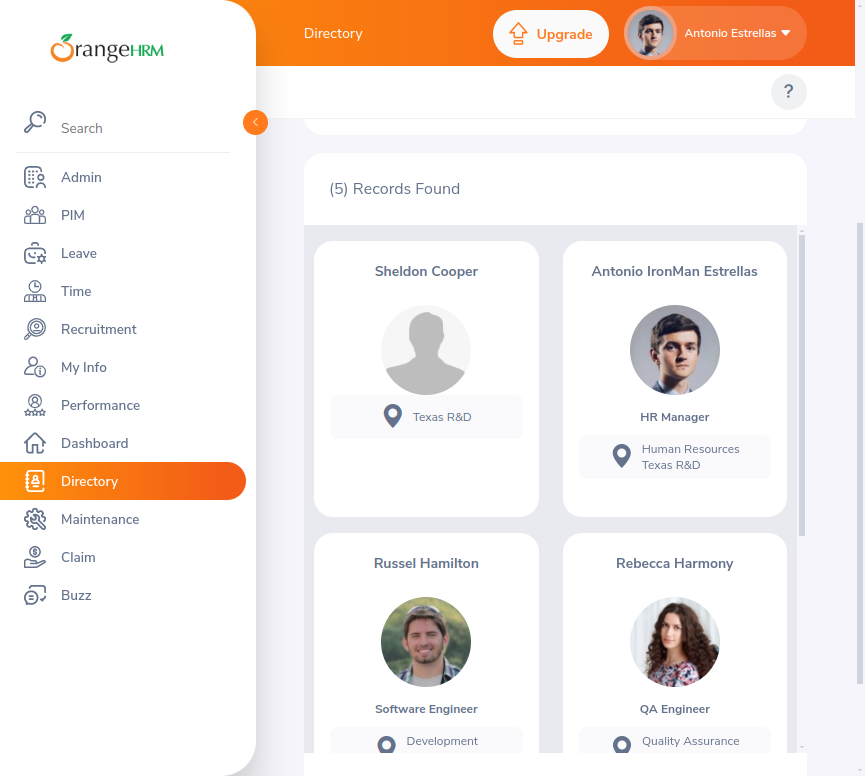 OrangeHRM
Directory
Upgrade
Antonio Estrellas
?
Search
Admin
PIM
Leave
Time
Recruitment
My Info
Performance
Dashboard
Directory
Maintenance
Claim
Buzz
(5) Records Found
Sheldon Cooper
Texas R&D
Antonio IronMan Estrellas
HR Manager
Human Resources
Texas R&D
Russel Hamilton
Software Engineer
Development
Rebecca Harmony
QA Engineer
Quality Assurance